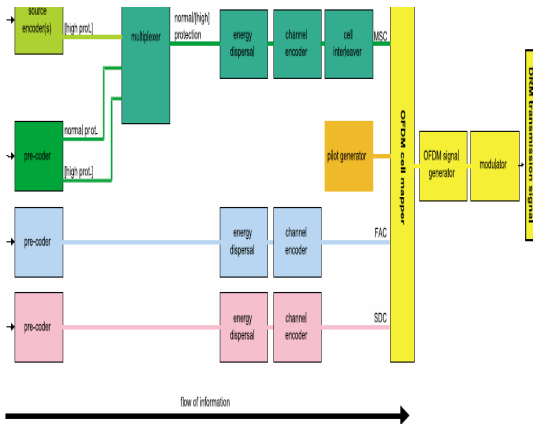 source
encoder(s)
[high prot.]
multiplexer
normal/[high]
protection
energy
dispersal
channel
encoder
cell
interleaver
MSC
pre-coder
normal prot.
[high prot.]
pilot generator
OFDM cell mapper
OFDM signal
generator
modulator
DRM transmission signal
pre-coder
energy
dispersal
channel
encoder
FAC
pre-coder
energy
dispersal
channel
encoder
SDC
flow of information